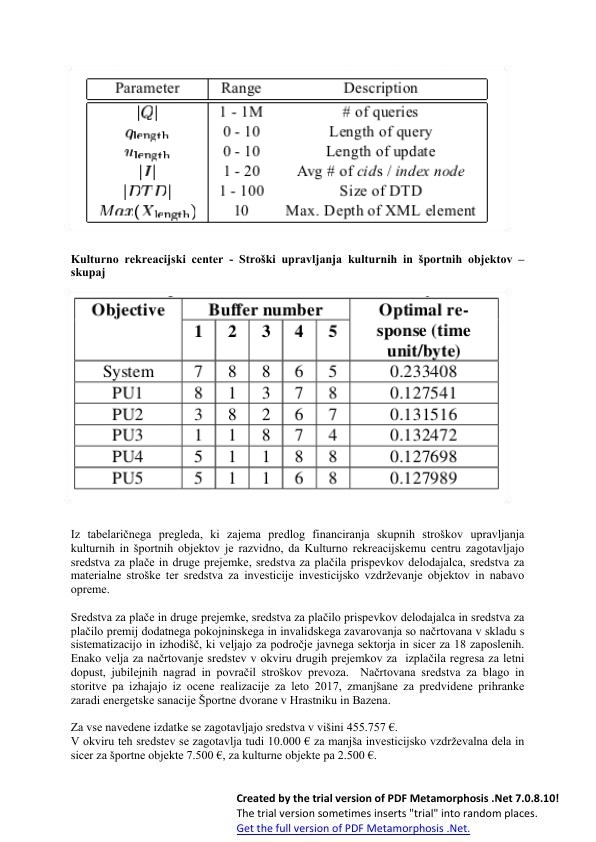 Parameter Range Description
|Q| 1 - 1M # of queries
qlength 0 - 10 Length of query
ulength 0 - 10 Length of update
|I| 1 - 20 Avg # of cids / index node
|DTD| 1 - 100 Size of DTD
Max(Xlength) 10 Max. Depth of XML element
Kulturno rekreacijski center - Stroški upravljanja kulturnih in športnih objektov –
skupaj
Objective Buffer number Optimal re-
1 2 3 4 5 sponse (time
unit/byte)
System 7 8 8 6 5 0.233408
PU1 8 1 3 7 8 0.127541
PU2 3 8 2 6 7 0.131516
PU3 1 1 8 7 4 0.132472
PU4 5 1 1 8 8 0.127698
PU5 5 1 1 6 8 0.127989
Iz tabelaričnega pregleda, ki zajema predlog financiranja skupnih stroškov upravljanja
kulturnih in športnih objektov je razvidno, da Kulturno rekreacijskemu centru zagotavljajo
sredstva za plače in druge prejemke, sredstva za plačila prispevkov delodajalca, sredstva za
materialne stroške ter sredstva za investicije investicijsko vzdrževanje objektov in nabavo
opreme.
Sredstva za plače in druge prejemke, sredstva za plačilo prispevkov delodajalca in sredstva za
plačilo premij dodatnega pokojninskega in invalidskega zavarovanja so načrtovana v skladu s
sistematizacijo in izhodišč, ki veljajo za področje javnega sektorja in sicer za 18 zaposlenih.
Enako velja za načrtovanje sredstev v okviru drugih prejemkov za izplačila regresa za letni
dopust, jubilejnih nagrad in povračil stroškov prevoza. Načrtovana sredstva za blago in
storitve pa izhajajo iz ocene realizacije za leto 2017, zmanjšane za predvidene prihranke
zaradi energetske sanacije Športne dvorane v Hrastniku in Bazena.
Za vse navedene izdatke se zagotavljajo sredstva v višini 455.757 €.
V okviru teh sredstev se zagotavlja tudi 10.000 € za manjša investicijsko vzdrževalna dela in
sicer za športne objekte 7.500 €, za kulturne objekte pa 2.500 €.
Created by the trial version of PDF Metamorphosis .Net 7.0.8.10!
The trial version sometimes inserts "trial" into random places.
Get the full version of PDF Metamorphosis .Net.